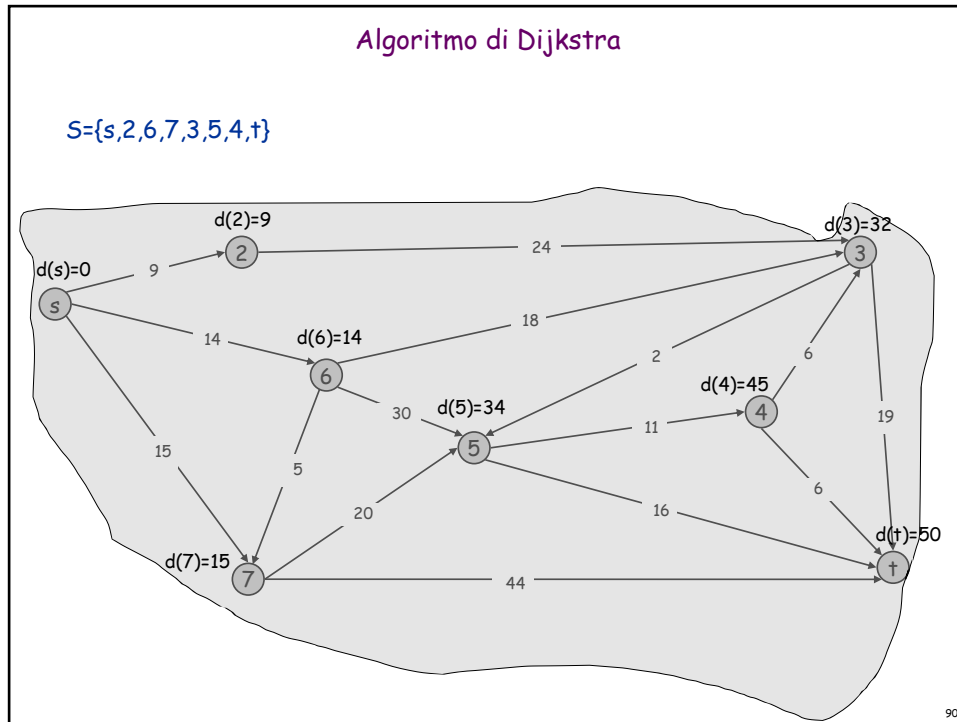 Algoritmo di Dijkstra
S={s,2,6,7,3,5,4,t}
d(2)=9
d(3)=32
2
24
3
d(s)=0
9
s
18
14
d(6)=14
2
6
6
d(4)=45
30
d(5)=34
4
19
11
15
5
5
6
20
16
d(t)=50
d(7)=15
7
44
t
90